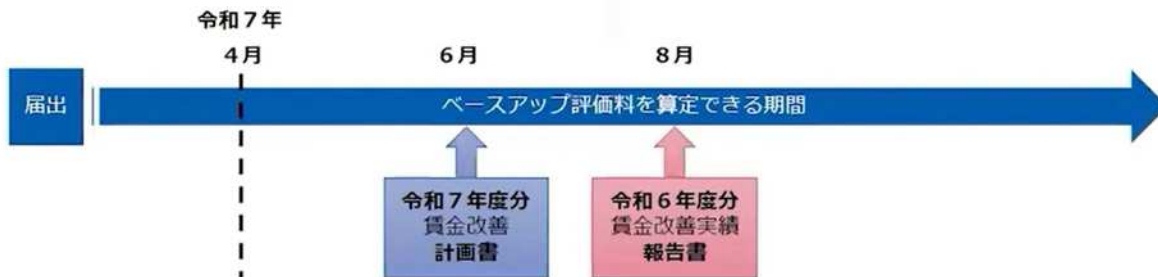 令和７年
４月
６月
８月
届出
ベースアップ評価料を算定できる期間
令和７年度分
賃金改善
計画書
令和６年度分
賃金改善実績
報告書